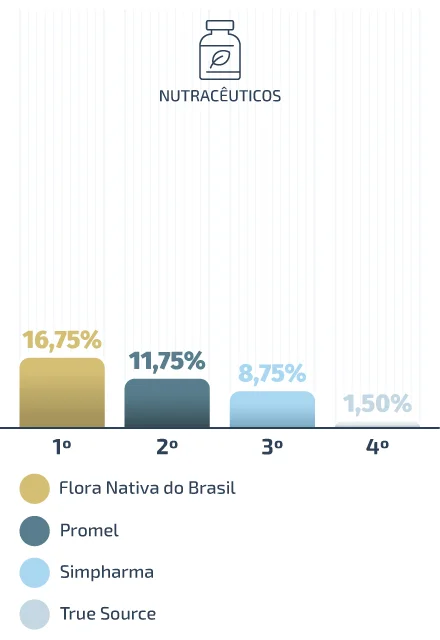 NUTRACÊUTICOS
16,75%
11,75%
8,75%
1,50%
1º
2º
3º
4º
Flora Nativa do Brasil
Promel
Simpharma
True Source